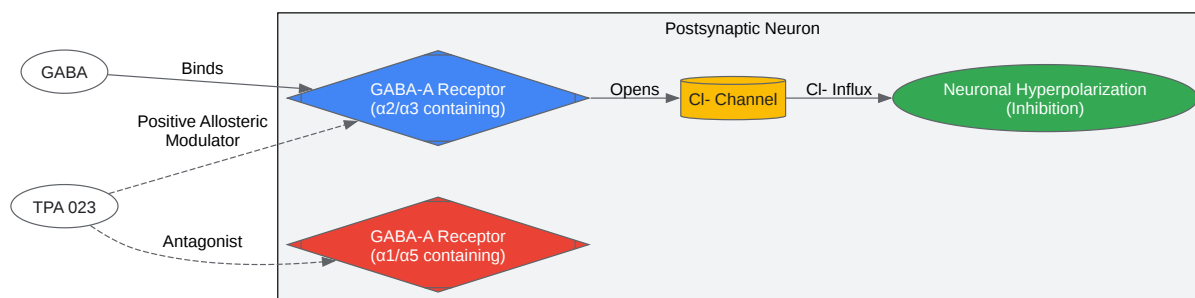 Postsynaptic Neuron
GABA
Binds
GABA-A Receptor
(α2/α3 containing)
Opens
Cl- Channel
Cl- Influx
Neuronal Hyperpolarization
(Inhibition)
Positive Allosteric
Modulator
TPA 023
Antagonist
GABA-A Receptor
(α1/α5 containing)